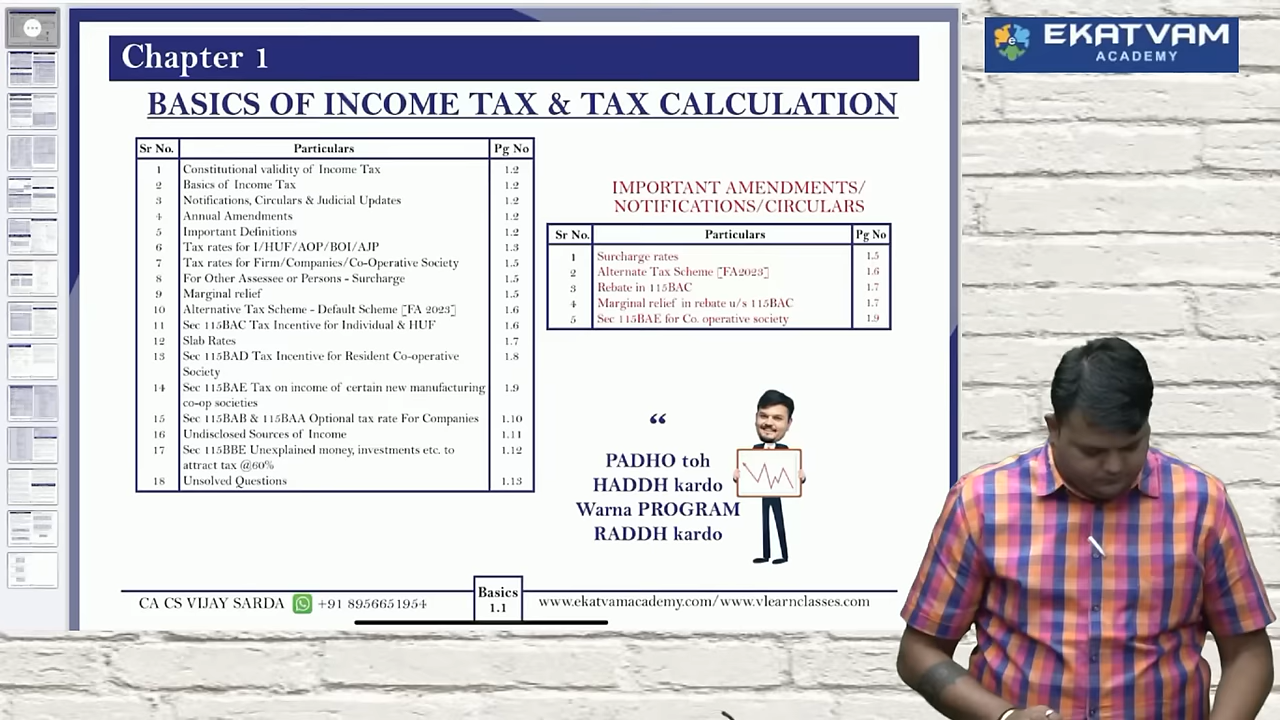 Chapter 1
BASICS OF INCOME TAX & TAX CALCULATION
Sr No. Particulars Pg No
1 Constitutional validity of Income Tax 1.2
2 Basics of Income Tax 1.2
3 Notifications, Circulars & Judicial Updates 1.2
4 Annual Amendments 1.2
5 Important Definitions 1.2
6 Tax rates for I/HUF/AOP/BOI/AJP 1.3
7 Tax rates for Firm/Companies/Co-Operative Society 1.5
8 For Other Assessee or Persons - Surcharge 1.5
9 Marginal relief 1.5
10 Alternative Tax Scheme - Default Scheme [FA 2023] 1.6
11 Sec 115BAC Tax Incentive for Individual & HUF 1.6
12 Slab Rates 1.7
13 Sec 115BAD Tax Incentive for Resident Co-operative 1.8
Society
14 Sec 115BAE Tax on income of certain new manufacturing 1.9
co-op societies
15 Sec 115BAB & 115BAA Optional tax rate For Companies 1.10
16 Undisclosed Sources of Income 1.11
17 Sec 115BBE Unexplained money, investments etc. to 1.12
attract tax @60%
18 Unsolved Questions 1.13
IMPORTANT AMENDMENTS/
NOTIFICATIONS/CIRCULARS
Sr No. Particulars Pg No
1 Surcharge rates 1.5
2 Alternate Tax Scheme [FA2023] 1.6
3 Rebate in 115BAC 1.7
4 Marginal relief in rebate u/s 115BAC 1.7
5 Sec 115BAE for Co. operative society 1.9
“
PADHO toh
HADDH kardo
Warna PROGRAM
RADDH kardo
CA CS VIJAY SARDA +91 8956651954
Basics
1.1
www.ekatvamacademy.com/www.vlearnclasses.com
EKATVAM
ACADEMY